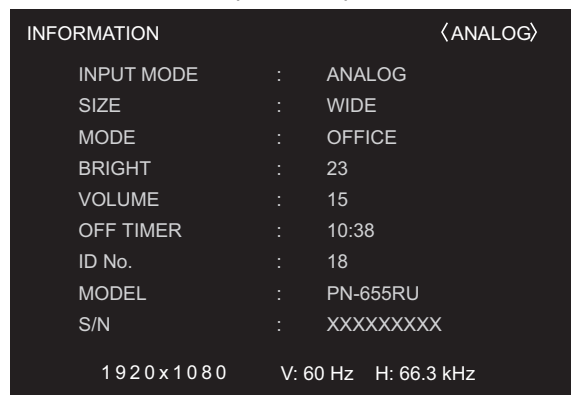 INFORMATION 〈ANALOG〉
INPUT MODE : ANALOG
SIZE : WIDE
MODE : OFFICE
BRIGHT : 23
VOLUME : 15
OFF TIMER : 10:38
ID No. : 18
MODEL : PN-655RU
S/N : XXXXXXXXX
1920x1080 V: 60 Hz H: 66.3 kHz